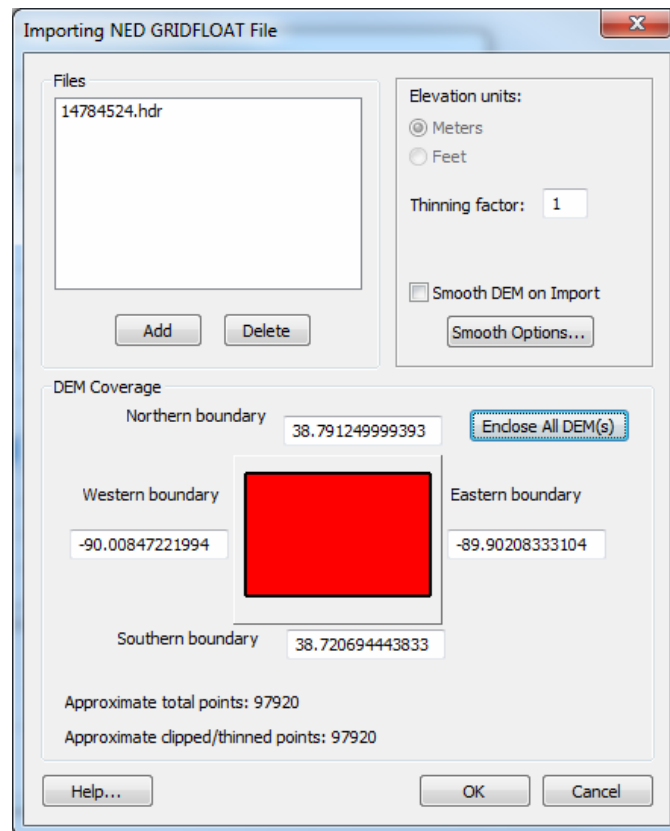 Importing NED GRIDFLOAT File
Files
14784524.hdr
Add
Delete
Elevation units:
Meters
Feet
Thinning factor: 1
Smooth DEM on Import
Smooth Options...
DEM Coverage
Northern boundary
38.791249999393
Enclose All DEM(s)
Western boundary
-90.00847221994
Eastern boundary
-89.90208333104
Southern boundary
38.720694443833
Approximate total points: 97920
Approximate clipped/thinned points: 97920
Help...
OK
Cancel